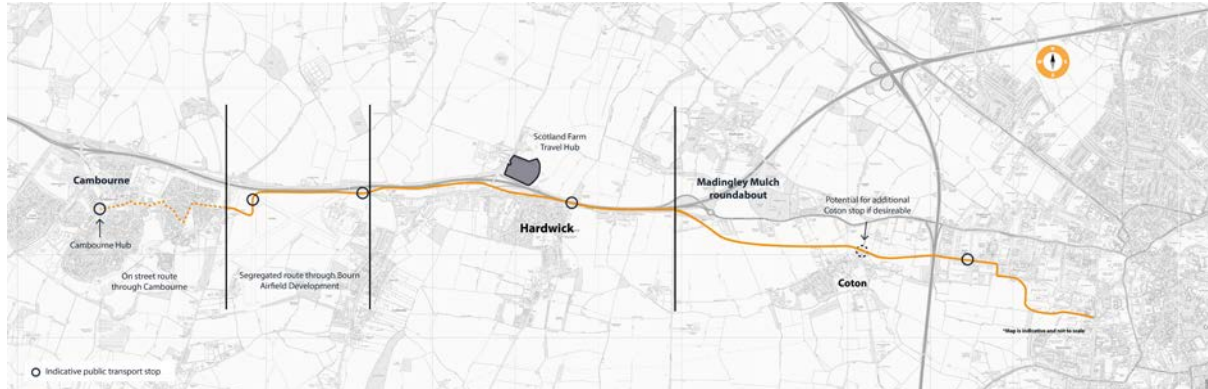 Scotland Farm
Travel Hub
Cambourne
Madingley Mulch
roundabout
Potential for additional
Coton stop if desireable
Hardwick
Cambourne Hub
On street route
through Cambourne
Segregated route through Bourn
Airfield Development
Coton
*Map is indicative and not to scale
Indicative public transport stop